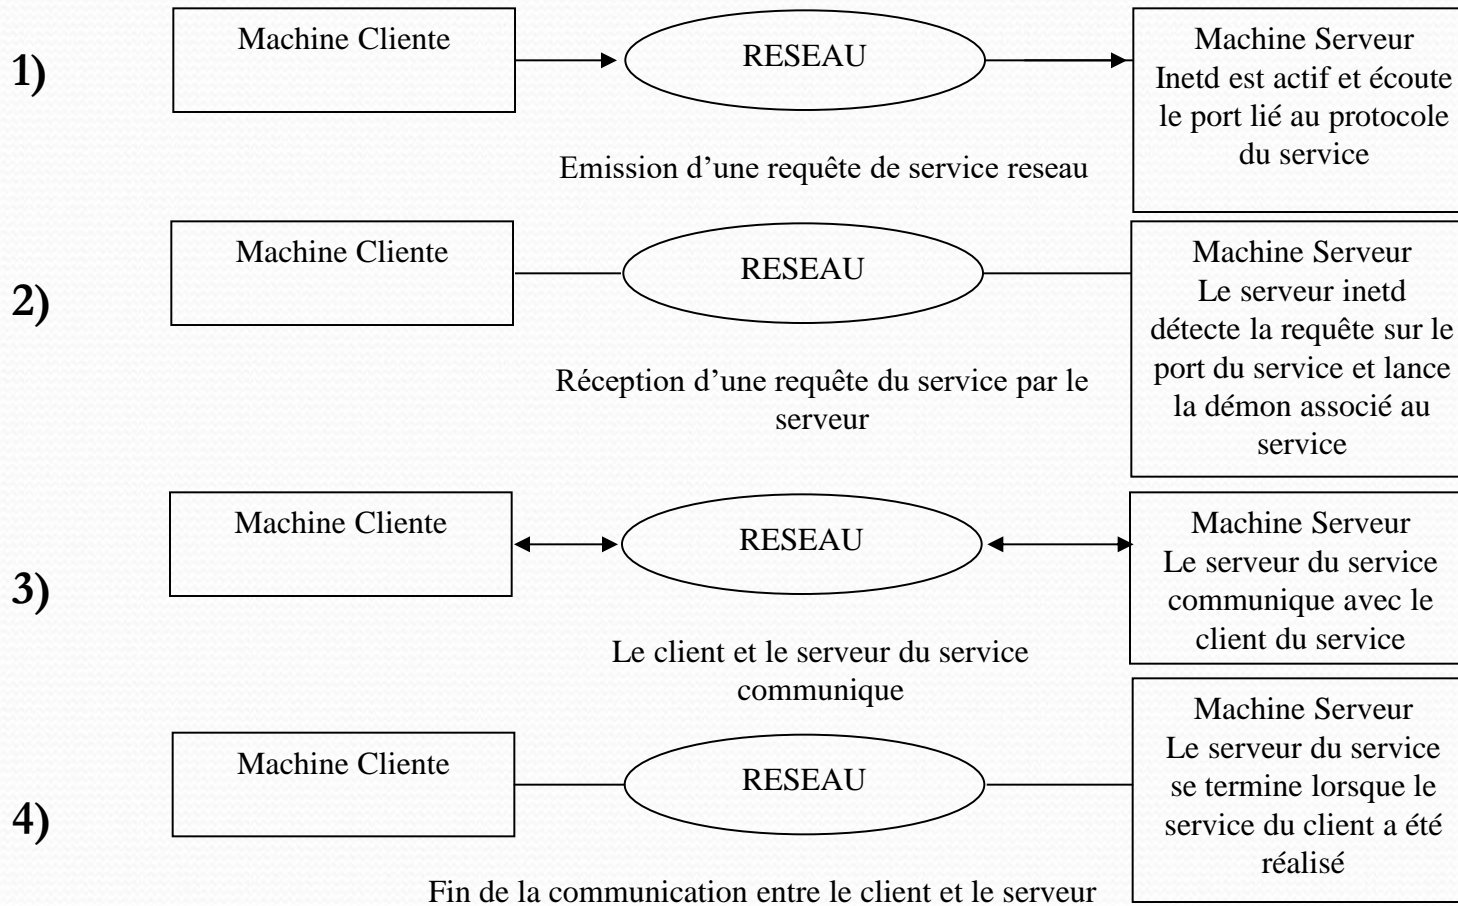 1)
Machine Cliente
RESEAU
Machine Serveur
Inetd est actif et écoute
le port lié au protocole
du service
Emission d’une requête de service reseau
2)
Machine Cliente
RESEAU
Machine Serveur
Le serveur inetd
détecte la requête sur le
port du service et lance
la démon associé au
service
Réception d’une requête du service par le
serveur
3)
Machine Cliente
RESEAU
Machine Serveur
Le serveur du service
communique avec le
client du service
Le client et le serveur du service
communique
4)
Machine Cliente
RESEAU
Machine Serveur
Le serveur du service
se termine lorsque le
service du client a été
réalisé
Fin de la communication entre le client et le serveur